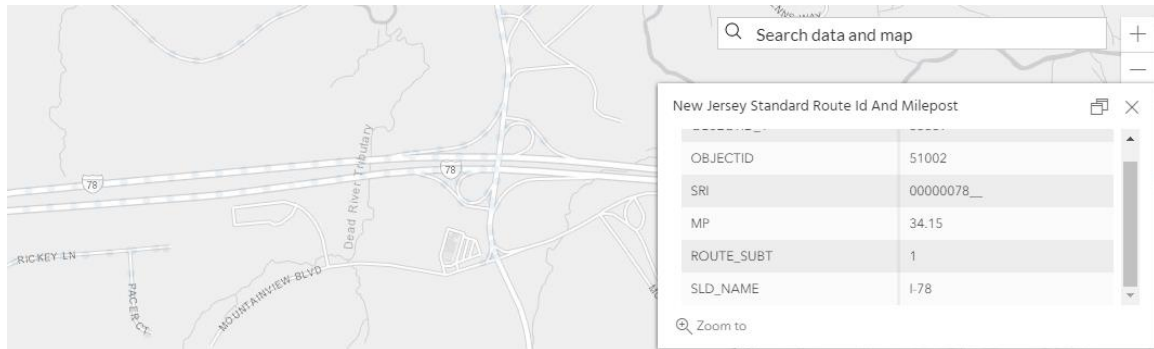 Search data and map
+
−
New Jersey Standard Route Id And Milepost
OBJECTID 51002
SRI 00000078__
MP 34.15
ROUTE_SUBT 1
SLD_NAME I-78
Zoom to
78
78
Dead River Tributary
RICKEY LN
PACER CT
MOUNTAINVIEW BLVD